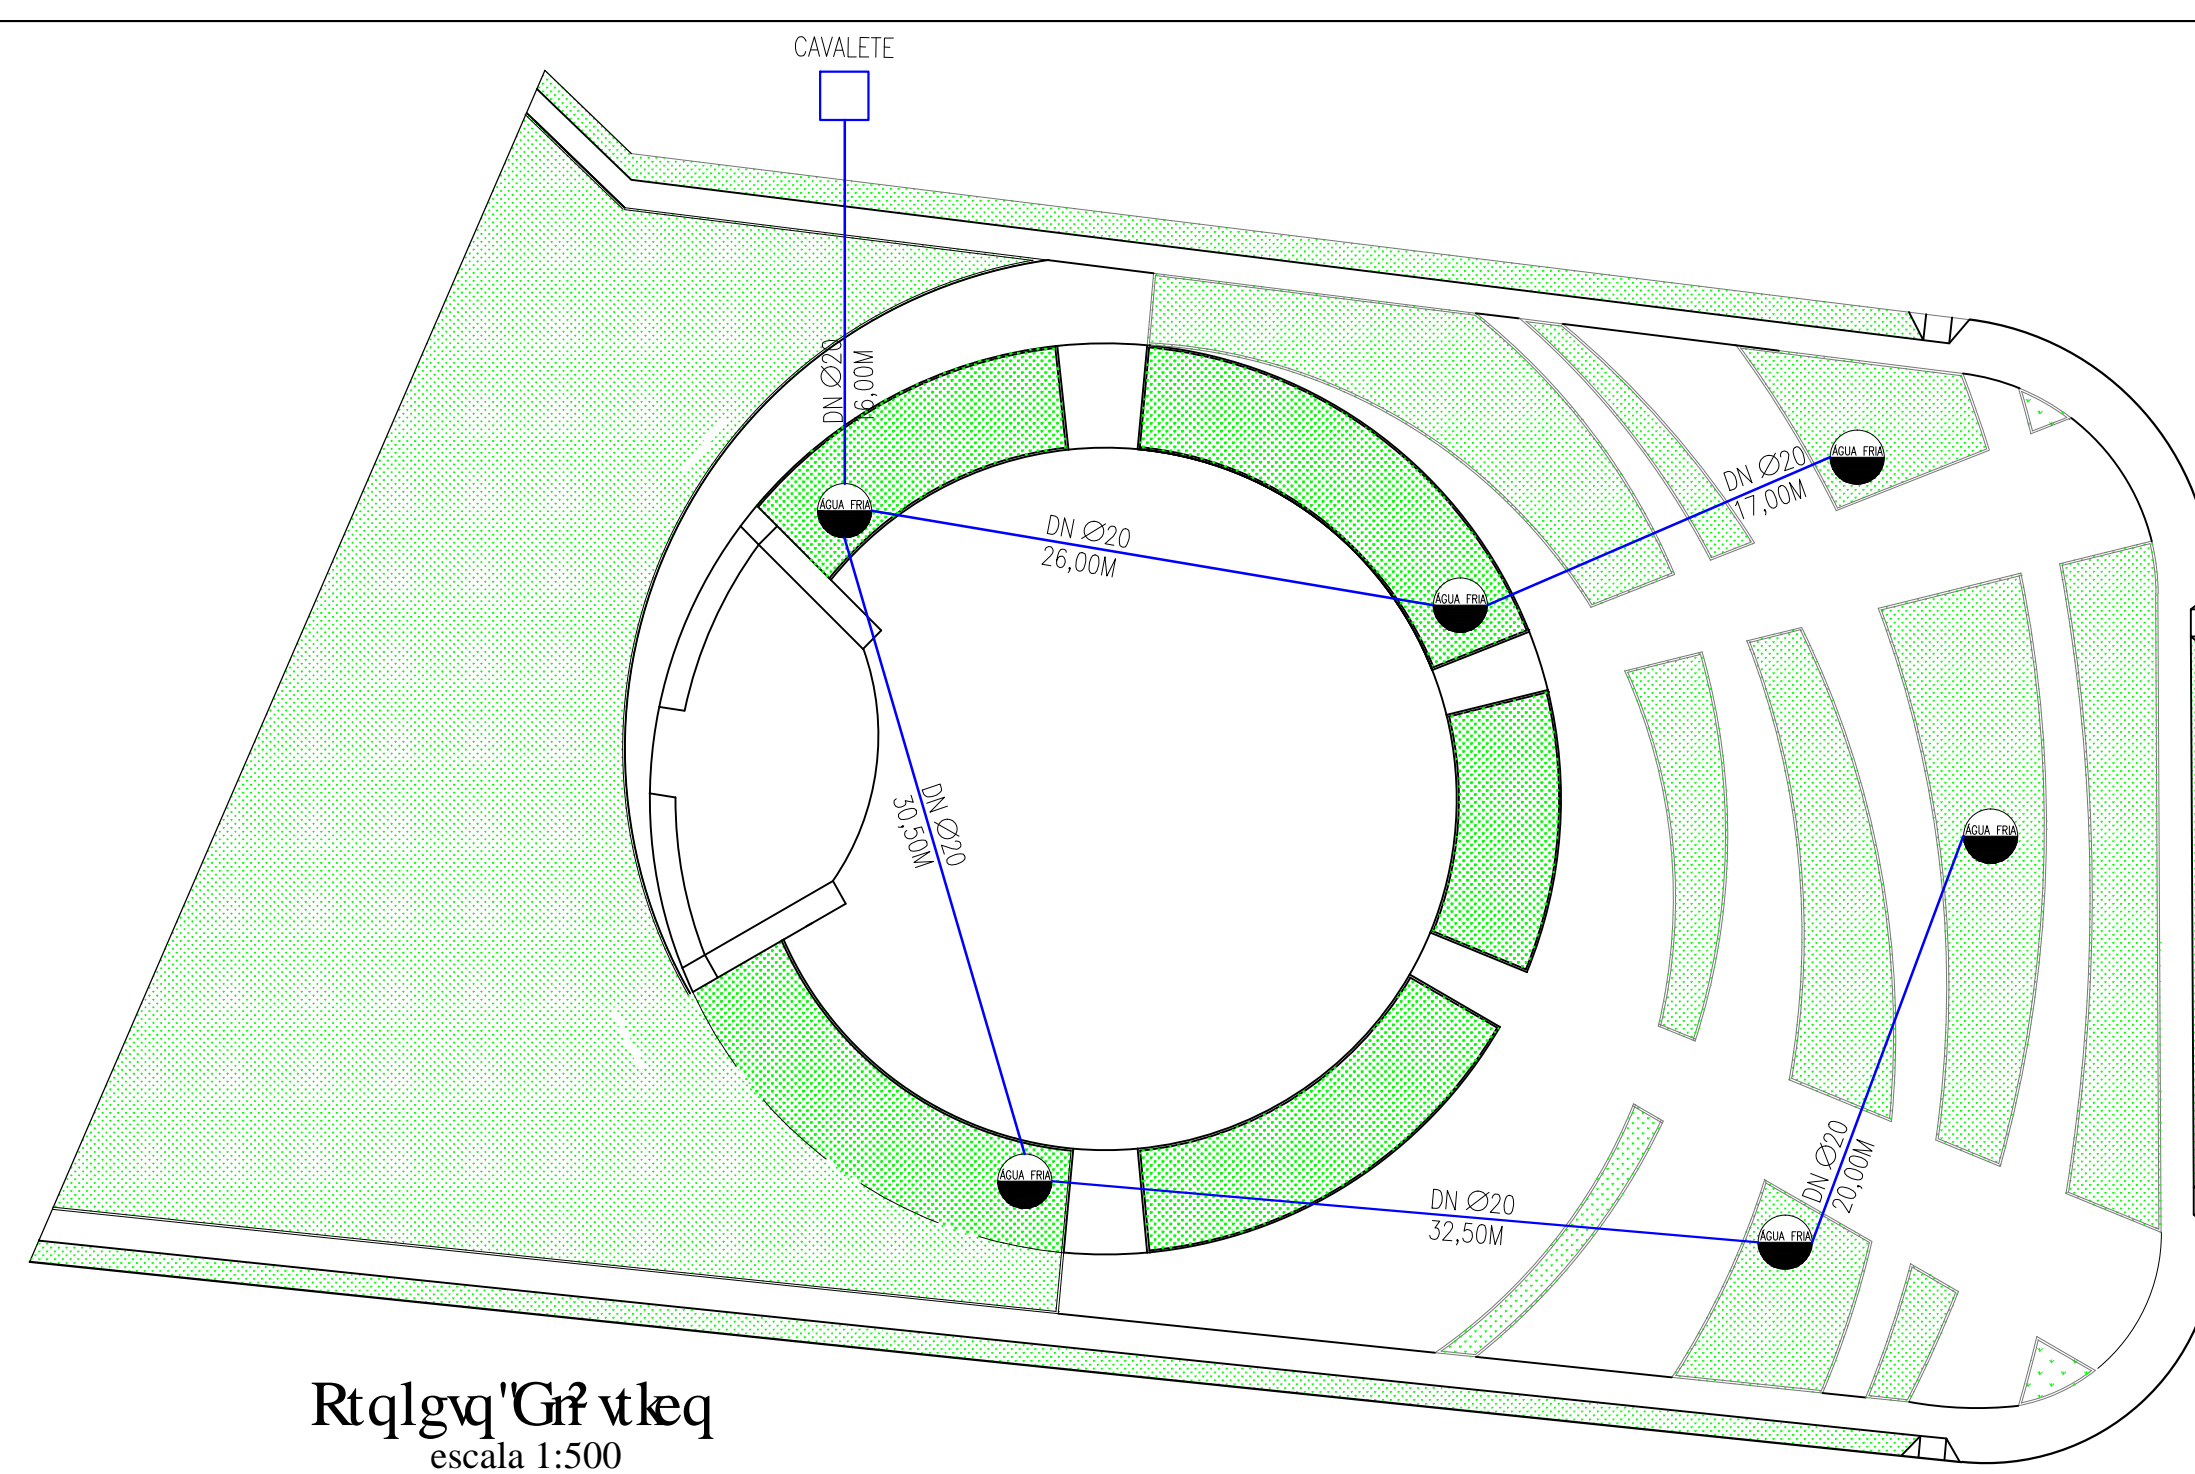 CAVALETE
DN Ø20
16,00M
ÁGUA FRIA
DN Ø20
26,00M
ÁGUA FRIA
DN Ø20
17,00M
ÁGUA FRIA
DN Ø20
30,50M
ÁGUA FRIA
DN Ø20
32,50M
ÁGUA FRIA
DN Ø20
20,00M
ÁGUA FRIA
Rtqlgvq"Gn²vtkeq
escala 1:500